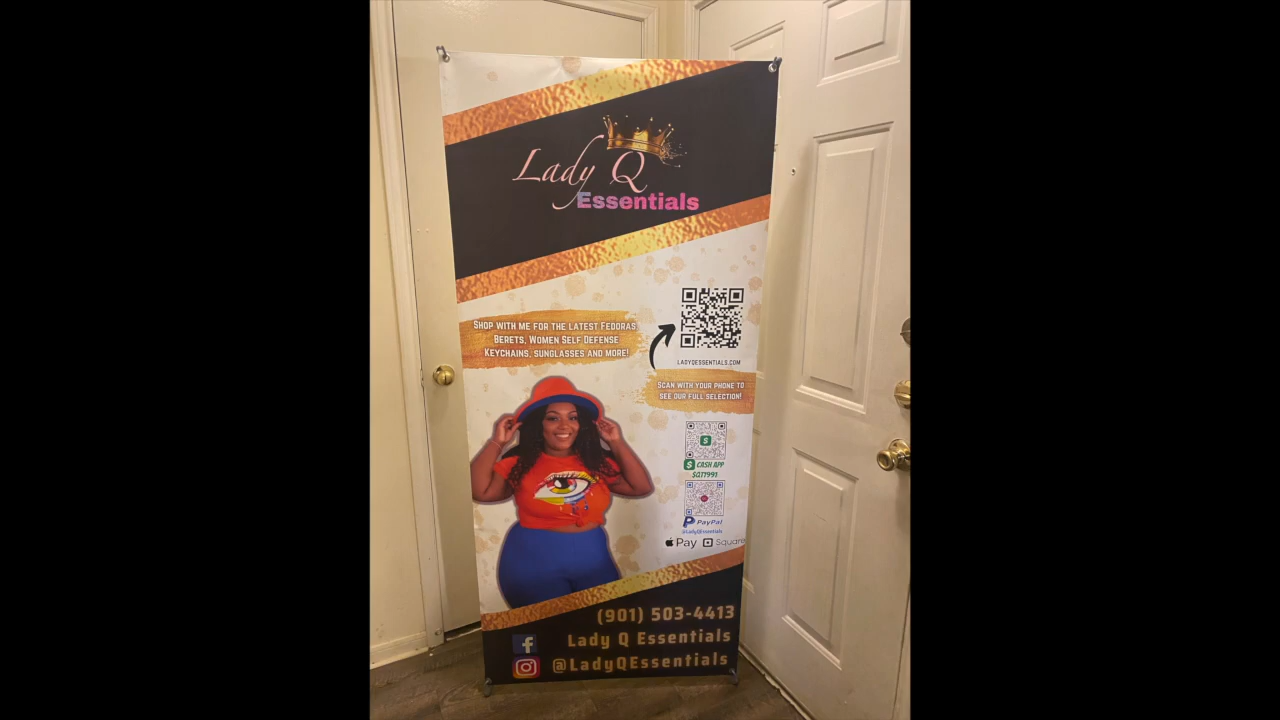 Lady Q
Essentials
Shop with me for the latest Fedoras,
Berets, Women Self Defense
Keychains, sunglasses and more!
LADYQESSENTIALS.COM
Scan with your phone to
see our full selection!
$
$ CASH APP
PayPal
@LadyQEssentials
Pay Square
(901) 503-4413
Lady Q Essentials
@LadyQEssentials